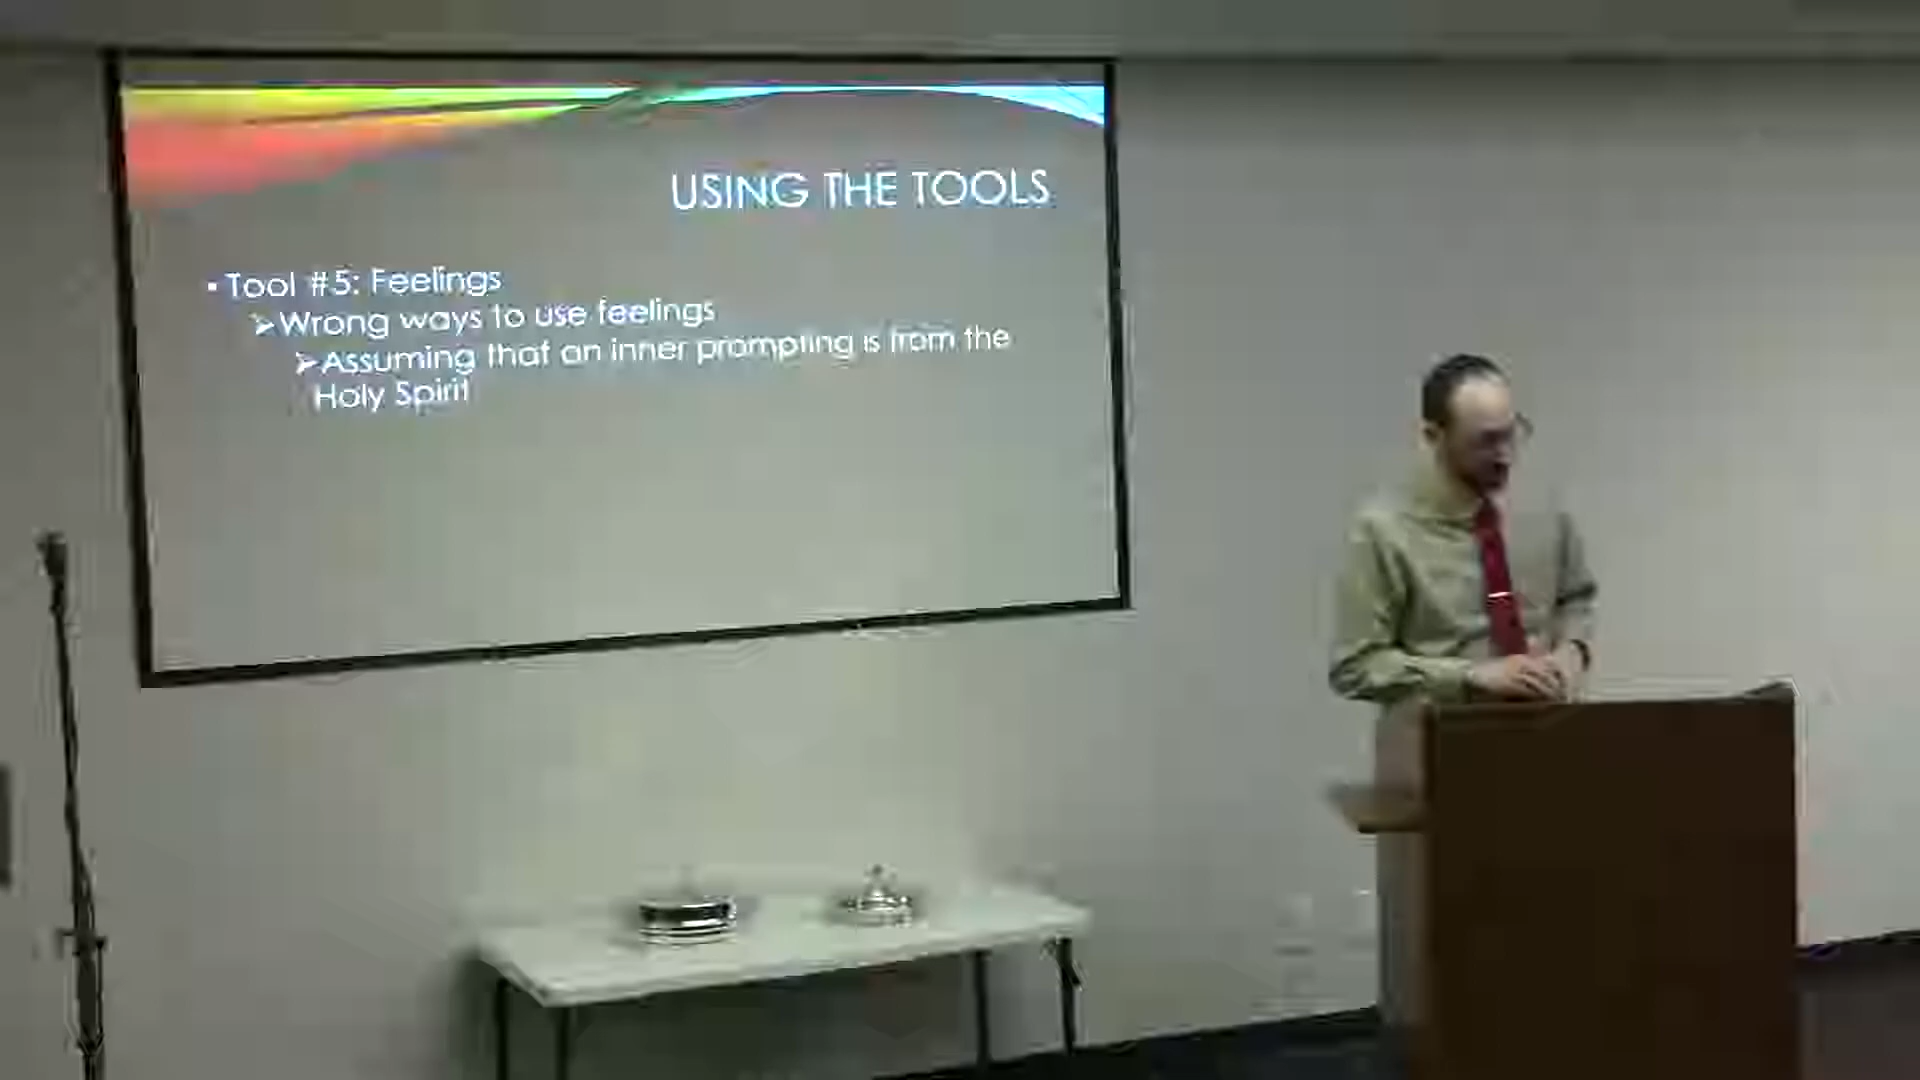 USING THE TOOLS
▪ Tool #5: Feelings
➢Wrong ways to use feelings
➢Assuming that an inner prompting is from the
Holy Spirit